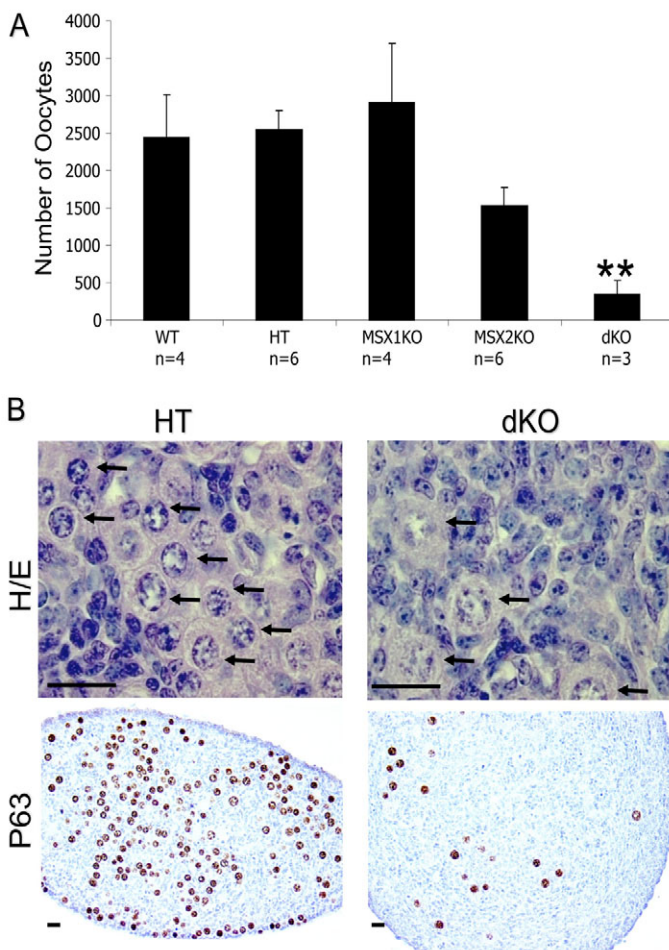 A
Number of Oocytes
4000
3500
3000
2500
2000
1500
1000
500
0
**
WT HT MSX1KO MSX2KO dKO
n=4 n=6 n=4 n=6 n=3
B
HT dKO
H/E
P63